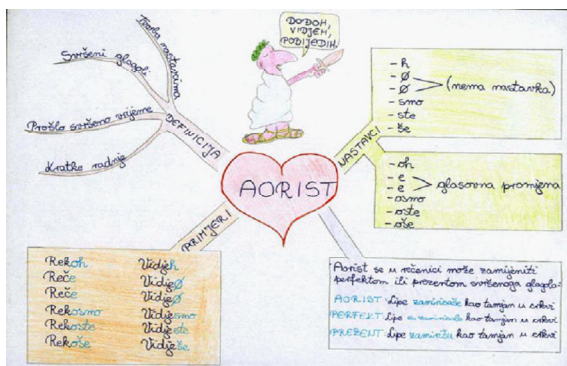 Tvorba nastavcima
Svršeni glagoli
Prošlo svršeno vrijeme
Kratke radnje
DEFINICIJA
DOĐOH,
VIDJEH,
POBIJEDIH.
NASTAVCI
- h
- Ø
- Ø
(nema nastavka)
- smo
- ste
- še
- oh
- e
- e
glasovna promjena
- osmo
- oste
- oše
AORIST
PRIMJERI
Rekoh Vidjeh
Reče VidjeØ
Reče VidjeØ
Rekosmo Vidjesmo
Rekoste Vidjeste
Rekoše Vidješe
Aorist se u rečenici može zamijeniti
perfektom ili prezentom svršenoga glagola:
AORIST - Lipe zamirisaše kao tamjan u crkvi
PERFEKT - Lipe su zamirisale kao tamjan u crkvi
PREZENT - Lipe zamirišu kao tamjan u crkvi